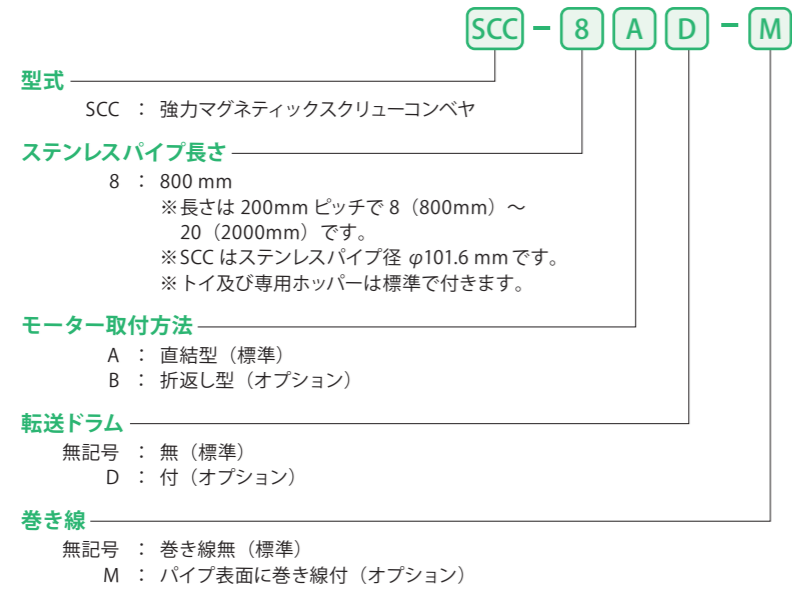 SCC - 8 A D - M
型式
SCC ： 強力マグネティックスクリューコンベヤ
ステンレスパイプ長さ
8 ： 800 mm
※長さは 200mm ピッチで 8（800mm）～
20（2000mm）です。
※SCC はステンレスパイプ径 φ101.6 mmです。
※トイ及び専用ホッパーは標準で付きます。
モーター取付方法
A ： 直結型（標準）
B ： 折返し型（オプション）
転送ドラム
無記号 ： 無（標準）
D ： 付（オプション）
巻き線
無記号 ： 巻き線無（標準）
M ： パイプ表面に巻き線付（オプション）